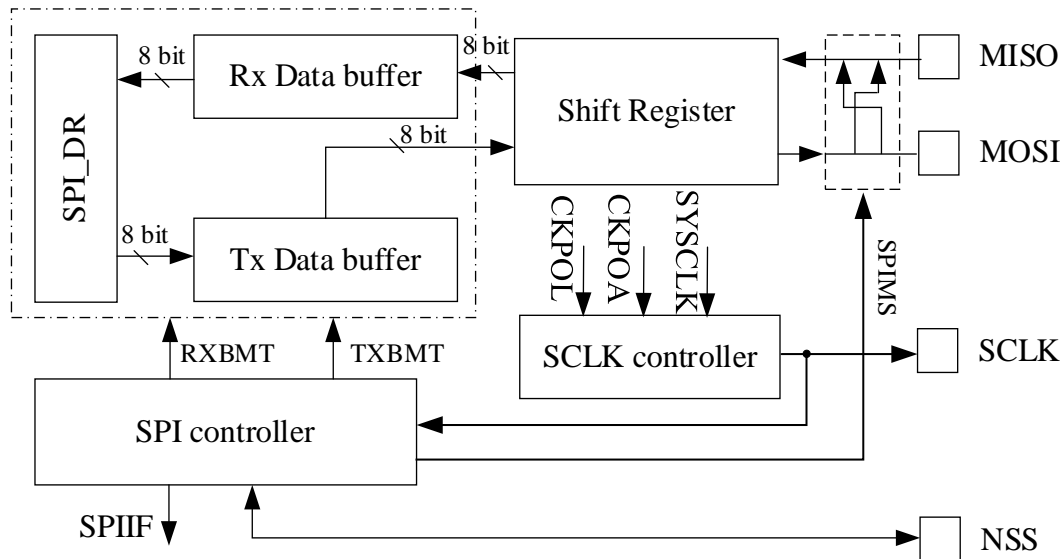 8 bit
Rx Data buffer
8 bit
Shift Register
MISO
SPI_DR
8 bit
MOSI
8 bit
Tx Data buffer
CKPOL
CKPOA
SYSCLK
SPIMS
RXBMT
TXBMT
SCLK controller
SCLK
SPI controller
SPIIF
NSS